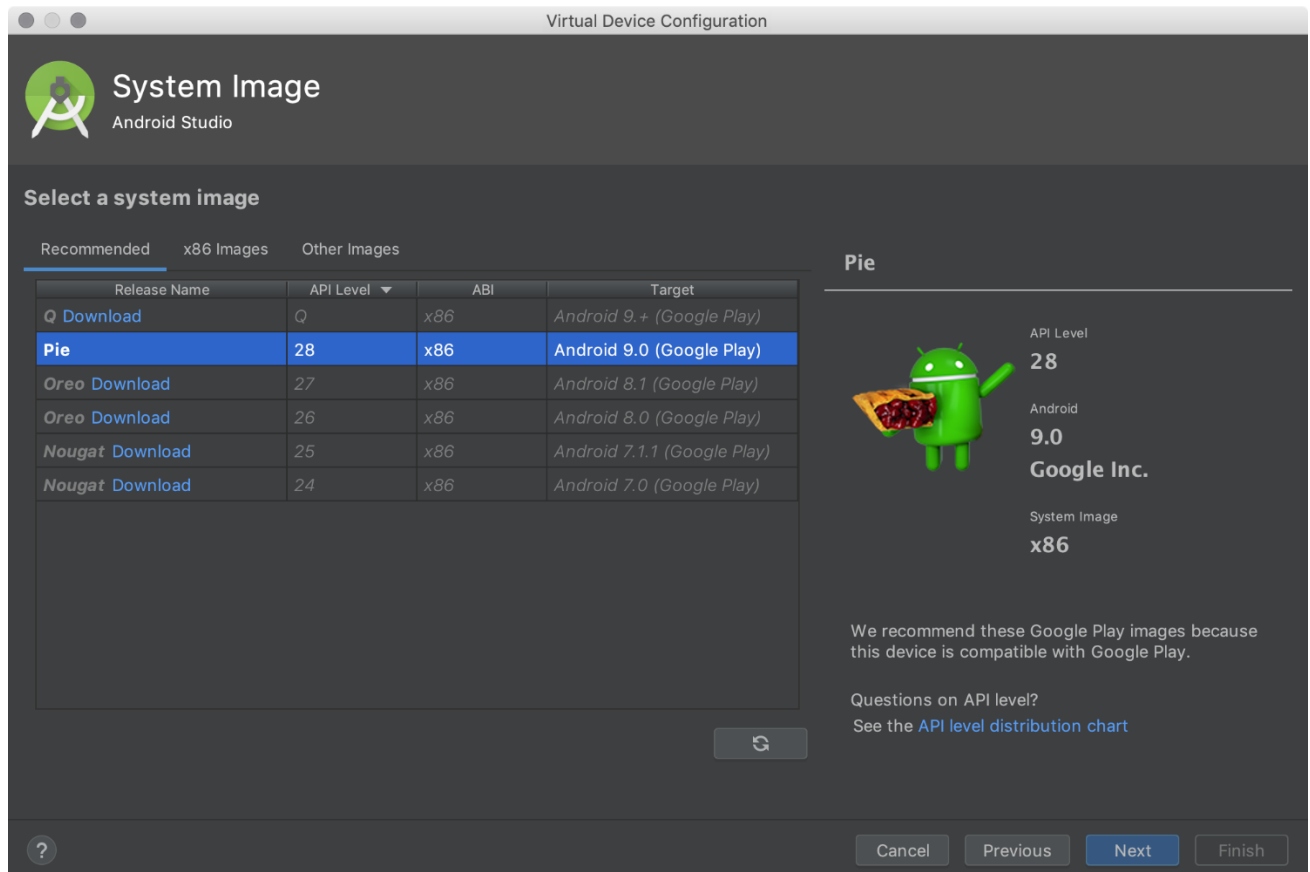 Virtual Device Configuration
System Image
Android Studio
Select a system image
Recommended x86 Images Other Images
Release Name API Level ABI Target
Q Download Q x86 Android 9.+ (Google Play)
Pie 28 x86 Android 9.0 (Google Play)
Oreo Download 27 x86 Android 8.1 (Google Play)
Oreo Download 26 x86 Android 8.0 (Google Play)
Nougat Download 25 x86 Android 7.1.1 (Google Play)
Nougat Download 24 x86 Android 7.0 (Google Play)
Pie
API Level
28
Android
9.0
Google Inc.
System Image
x86
We recommend these Google Play images because
this device is compatible with Google Play.
Questions on API level?
See the API level distribution chart
? Cancel Previous Next Finish